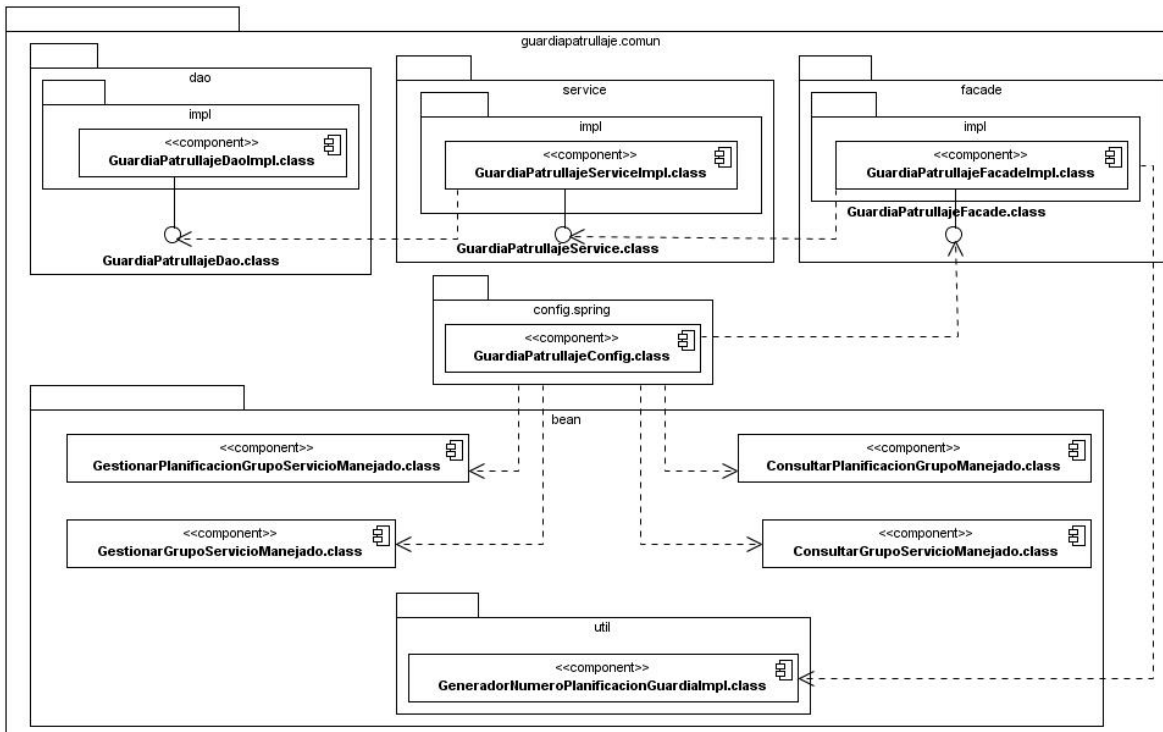 guardiapatrullaje.comun
dao
impl
<<component>>
GuardiaPatrullajeDaoImpl.class
GuardiaPatrullajeDao.class
service
impl
<<component>>
GuardiaPatrullajeServiceImpl.class
GuardiaPatrullajeService.class
facade
impl
<<component>>
GuardiaPatrullajeFacadeImpl.class
GuardiaPatrullajeFacade.class
config.spring
<<component>>
GuardiaPatrullajeConfig.class
bean
<<component>>
GestionarPlanificacionGrupoServicioManejado.class
<<component>>
ConsultarPlanificacionGrupoManejado.class
<<component>>
GestionarGrupoServicioManejado.class
<<component>>
ConsultarGrupoServicioManejado.class
util
<<component>>
GeneradorNumeroPlanificacionGuardiaImpl.class